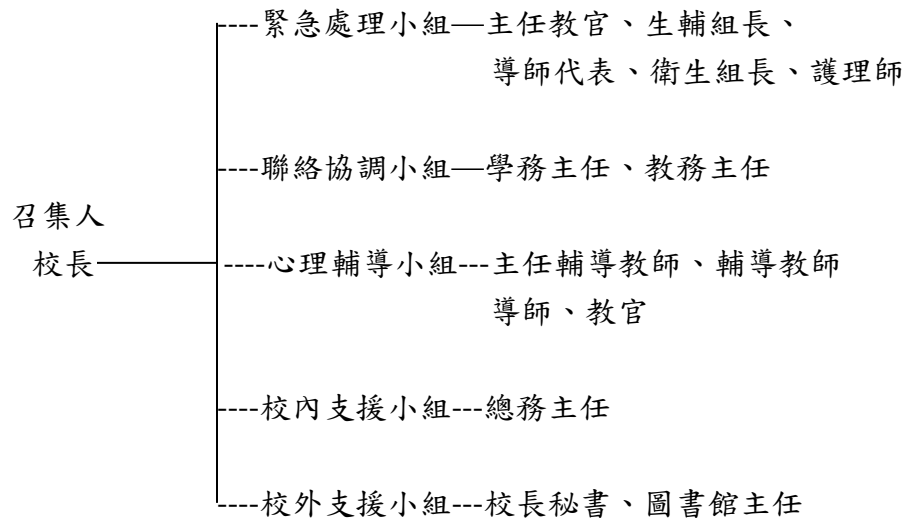 緊急處理小組—主任教官、生輔組長、
導師代表、衛生組長、護理師
聯絡協調小組—學務主任、教務主任
召集人
校長
心理輔導小組---主任輔導教師、輔導教師
導師、教官
校內支援小組---總務主任
校外支援小組---校長秘書、圖書館主任